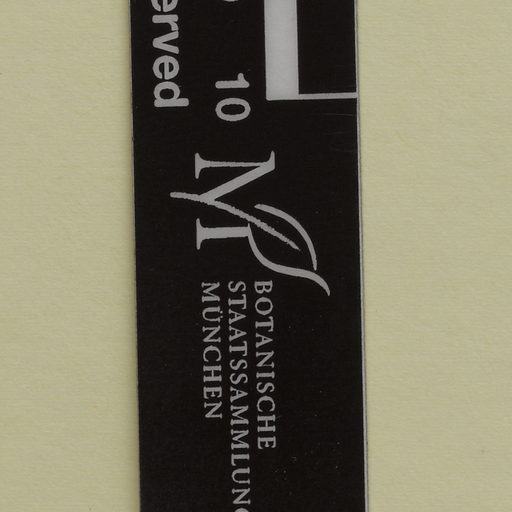 erved
10
M
BOTANISCHE
STAATSSAMMLUNG
MÜNCHEN